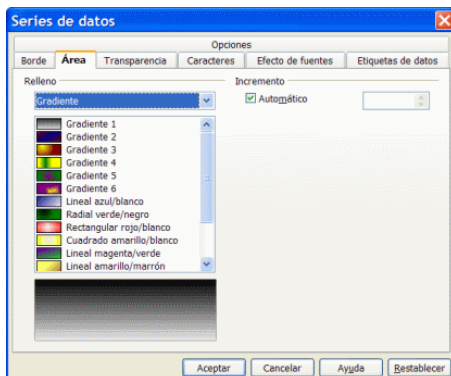 Series de datos
Opciones
Borde Área Transparencia Caracteres Efecto de fuentes Etiquetas de datos
Relleno Incremento
Gradiente Automático
Gradiente 1
Gradiente 2
Gradiente 3
Gradiente 4
Gradiente 5
Gradiente 6
Lineal azul/blanco
Radial verde/negro
Rectangular rojo/blanco
Cuadrado amarillo/blanco
Lineal magenta/verde
Lineal amarillo/marrón
Aceptar Cancelar Ayuda Restablecer